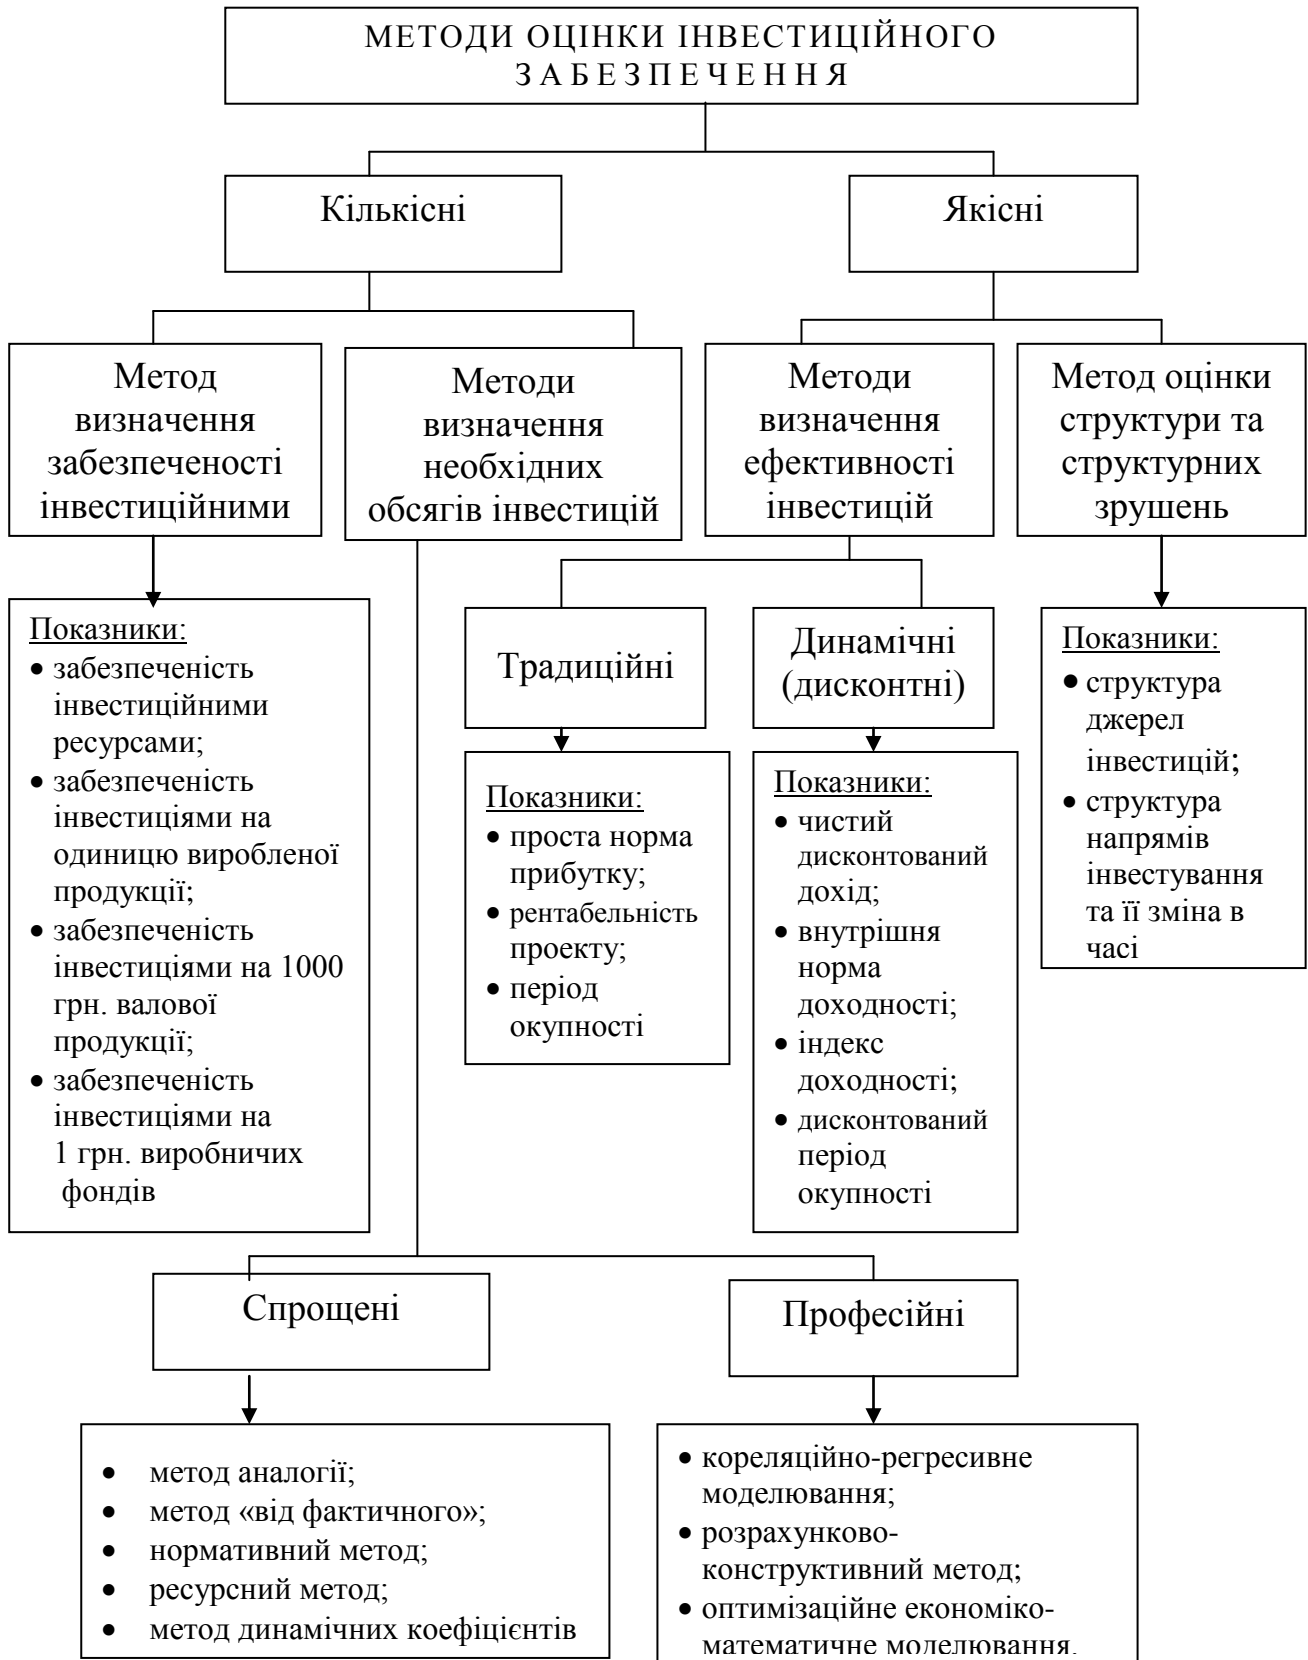 МЕТОДИ ОЦІНКИ ІНВЕСТИЦІЙНОГО
ЗАБЕЗПЕЧЕННЯ
Кількісні
Якісні
Метод
визначення
забезпеченості
інвестиційними
Методи
визначення
необхідних
обсягів інвестицій
Методи
визначення
ефективності
інвестицій
Метод оцінки
структури та
структурних
зрушень
Показники:
• забезпеченість
інвестиційними
ресурсами;
• забезпеченість
інвестиціями на
одиницю виробленої
продукції;
• забезпеченість
інвестиціями на 1000
грн. валової
продукції;
• забезпеченість
інвестиціями на
1 грн. виробничих
фондів
Традиційні
Показники:
• проста норма
прибутку;
• рентабельність
проекту;
• період
окупності
Динамічні
(дисконтні)
Показники:
• чистий
дисконтований
дохід;
• внутрішня
норма
доходності;
• індекс
доходності;
• дисконтований
період
окупності
Показники:
• структура
джерел
інвестицій;
• структура
напрямів
інвестування
та її зміна в
часі
Спрощені
• метод аналогії;
• метод «від фактичного»;
• нормативний метод;
• ресурсний метод;
• метод динамічних коефіцієнтів
Професійні
• кореляційно-регресивне
моделювання;
• розрахунково-
конструктивний метод;
• оптимізаційне економіко-
математичне моделювання.